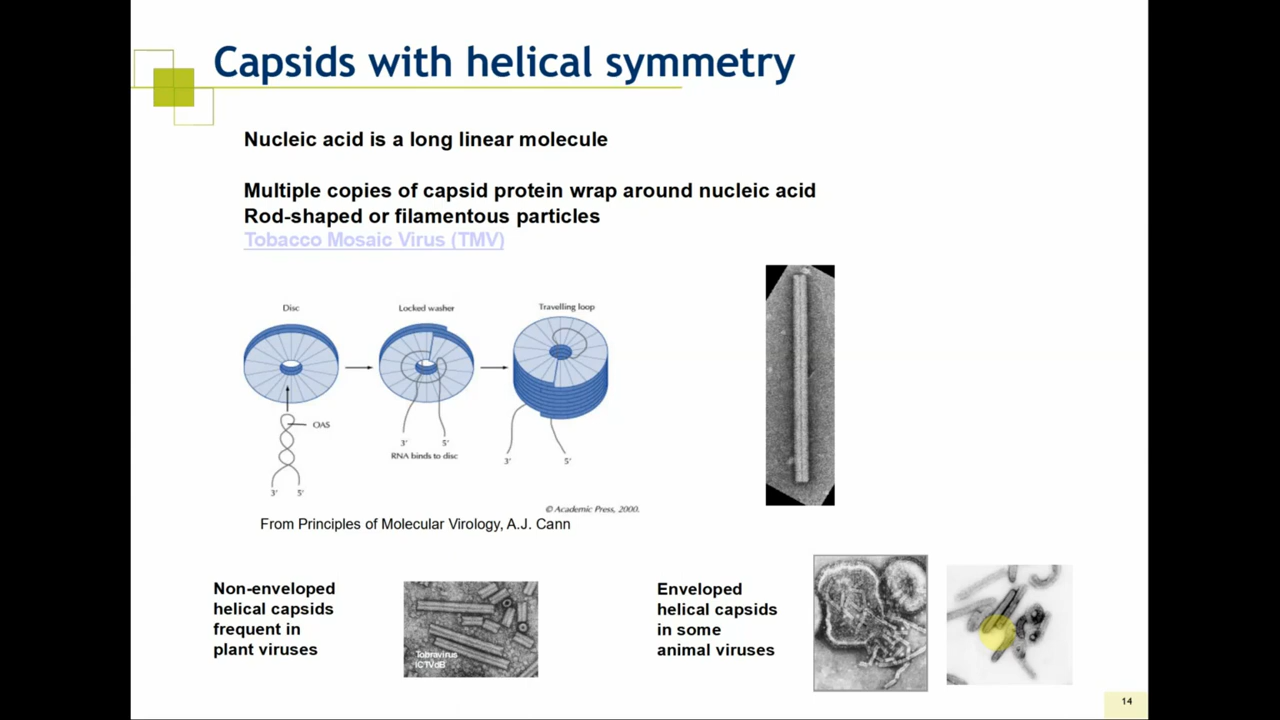 Capsids with helical symmetry
Nucleic acid is a long linear molecule
Multiple copies of capsid protein wrap around nucleic acid
Rod-shaped or filamentous particles
Tobacco Mosaic Virus (TMV)
Disc
Locked washer
Travelling loop
OAS
3'
5'
3'
5'
RNA binds to disc
3'
5'
© Academic Press, 2000.
From Principles of Molecular Virology, A.J. Cann
Non-enveloped
helical capsids
frequent in
plant viruses
Tobravirus
ICTVdB
Enveloped
helical capsids
in some
animal viruses
14